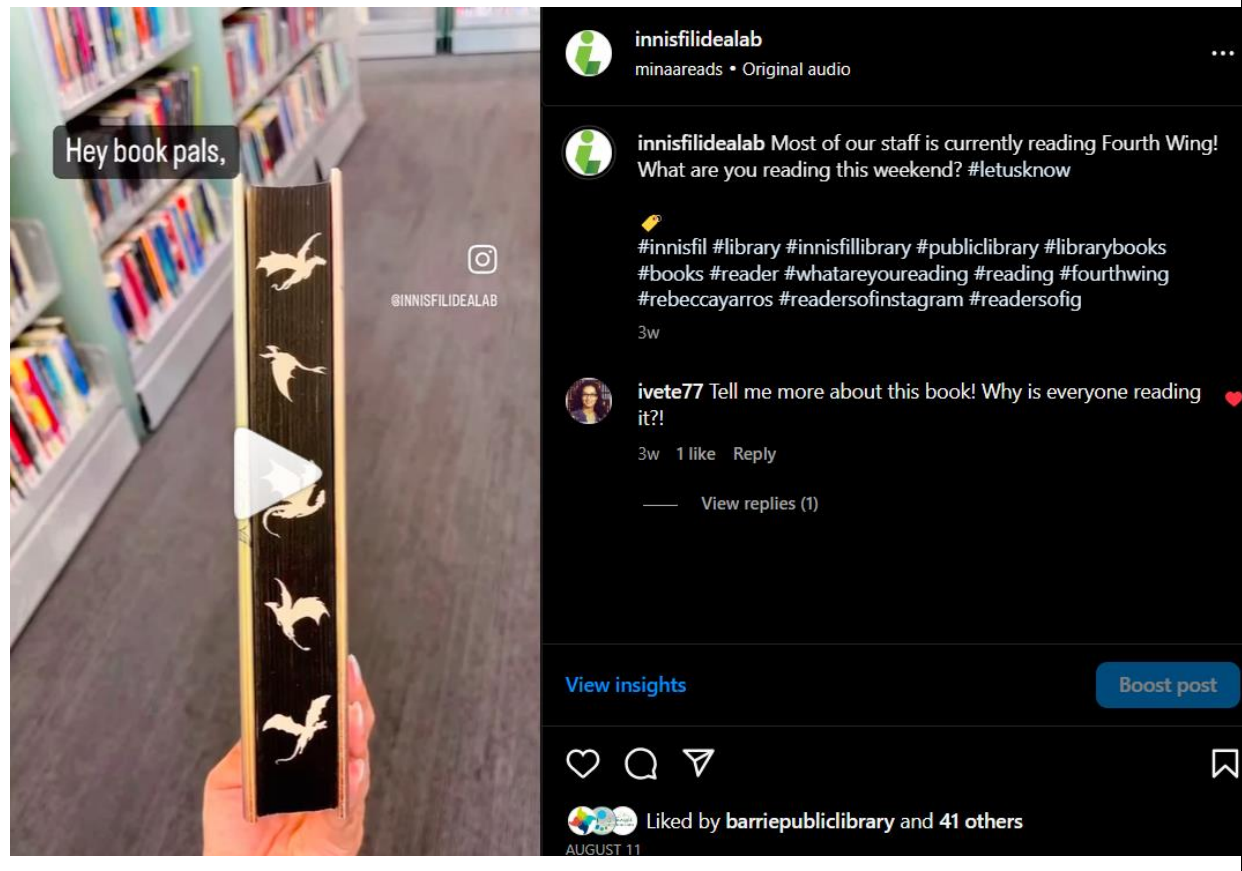 Hey book pals,
@INNISFILIDEALAB
innisfilidealab
minaareads • Original audio
innisfilidealab Most of our staff is currently reading Fourth Wing!
What are you reading this weekend? #letusknow
#innisfil #library #innisfillibrary #publiclibrary #librarybooks
#books #reader #whatareyoureading #reading #fourthwing
#rebeccayarros #readersofinstagram #readersofig
3w
ivete77 Tell me more about this book! Why is everyone reading
it?!
3w 1 like Reply
View replies (1)
View insights
Boost post
Liked by barriepubliclibrary and 41 others
AUGUST 11